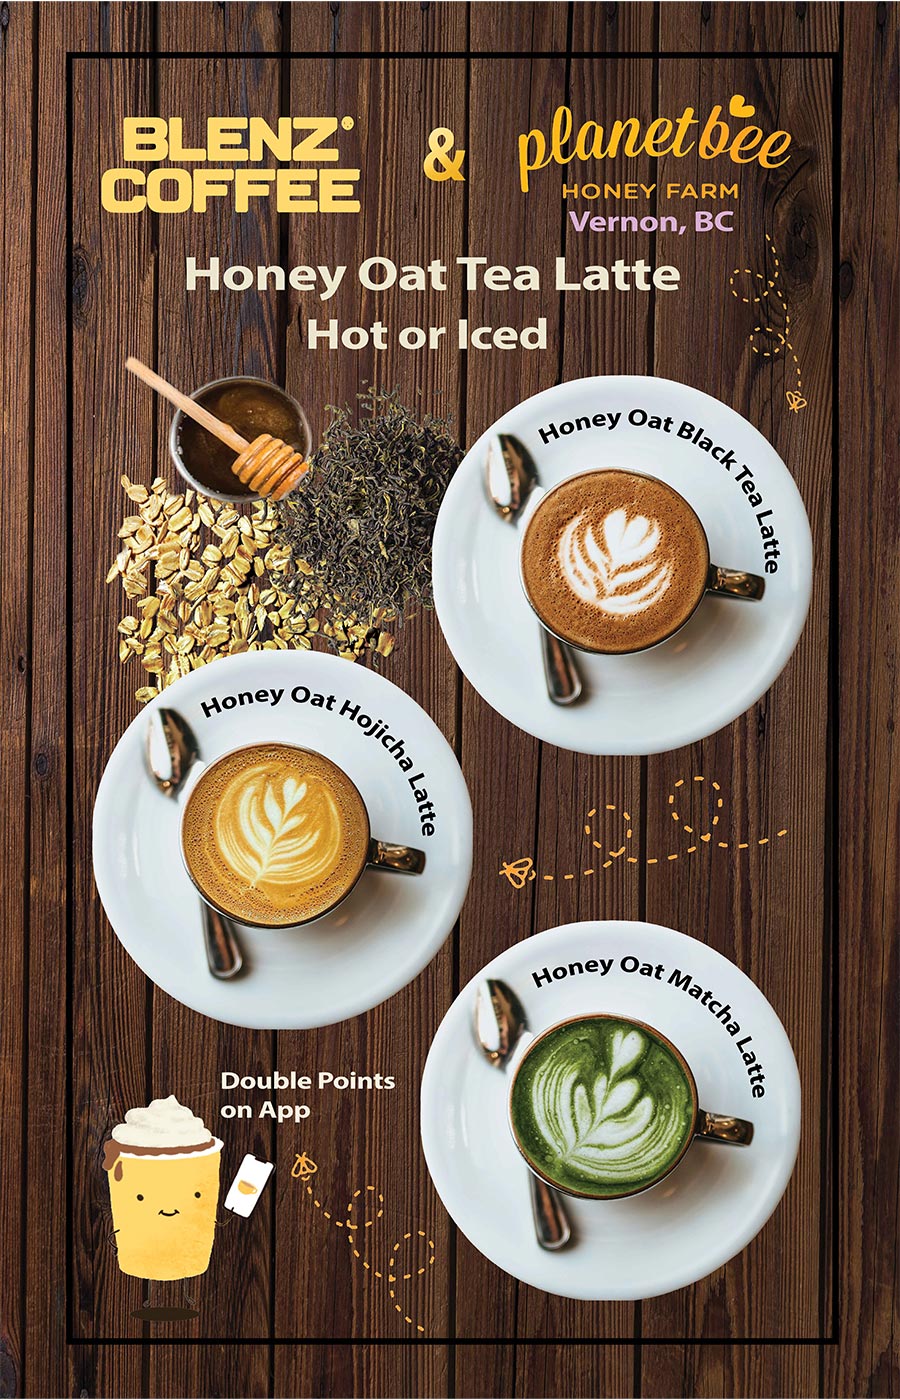 BLENZ®
COFFEE
&
planetbee
HONEY FARM
Vernon, BC
Honey Oat Tea Latte
Hot or Iced
Honey Oat Black Tea Latte
Honey Oat Hojicha Latte
Honey Oat Matcha Latte
Double Points
on App